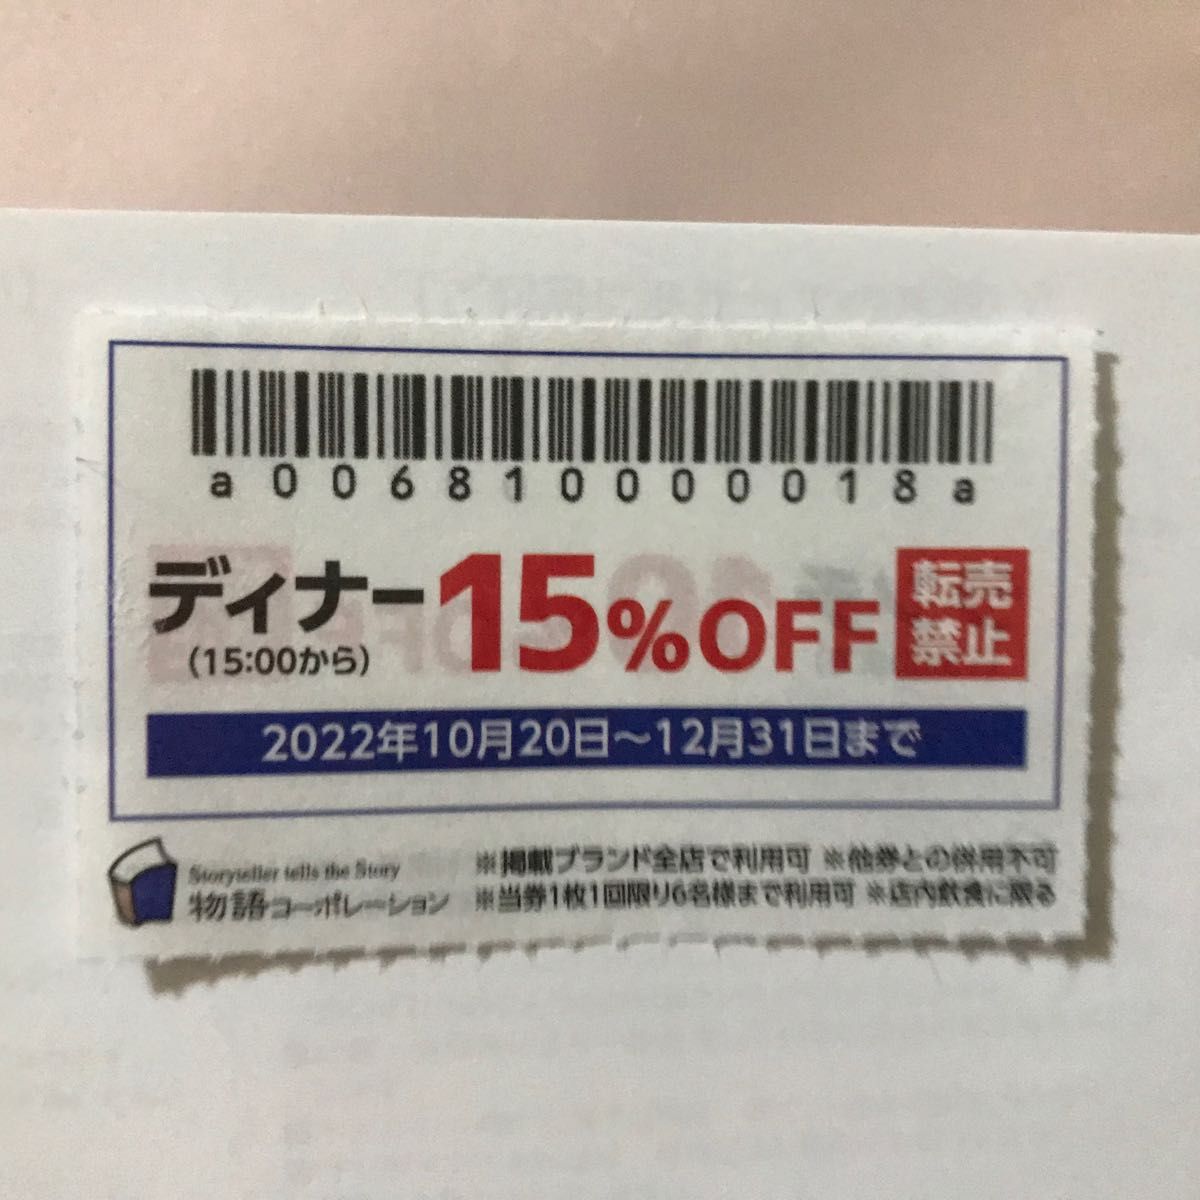 a006810000018a
ディナー15%OFF
(15:00から)
転売
禁止
2022年10月20日～12月31日まで
Storyteller tells the Story
物語コーポレーション
※掲載ブランド全店で利用可 ※他券との併用不可
※当券1枚1回限り6名様まで利用可 ※店内飲食に限る